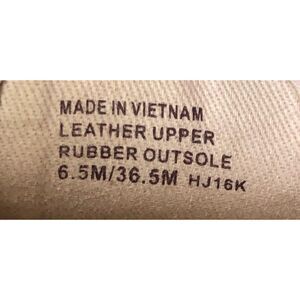 MADE IN VIETNAM
LEATHER UPPER
RUBBER OUTSOLE
6.5M/36.5M HJ16K